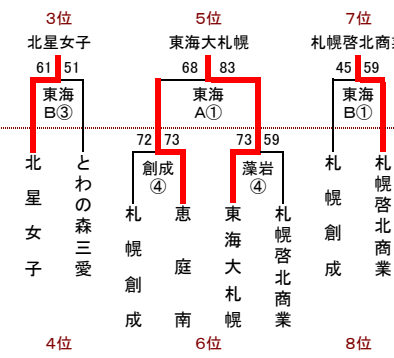 3位 5位 7位
北星女子 東海大札幌 札幌啓北商業
61 51 68 83 45 59
東海 B③ 東海 A① 東海 B①
72 73 73 59
創成 ④ 藻岩 ④
北星女子 とわの森三愛 札幌創成 恵庭南 東海大札幌 札幌啓北商業 札幌創成 札幌啓北商業
4位 6位 8位